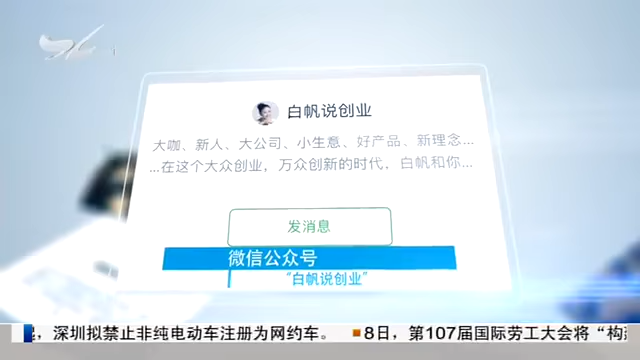 白帆说创业
大咖、新人、大公司、小生意、好产品、新理念...
...在这个大众创业，万众创新的时代，白帆和你...
发消息
微信公众号
“白帆说创业”
，深圳拟禁止非纯电动车注册为网约车。 ■8日，第107届国际劳工大会将“构